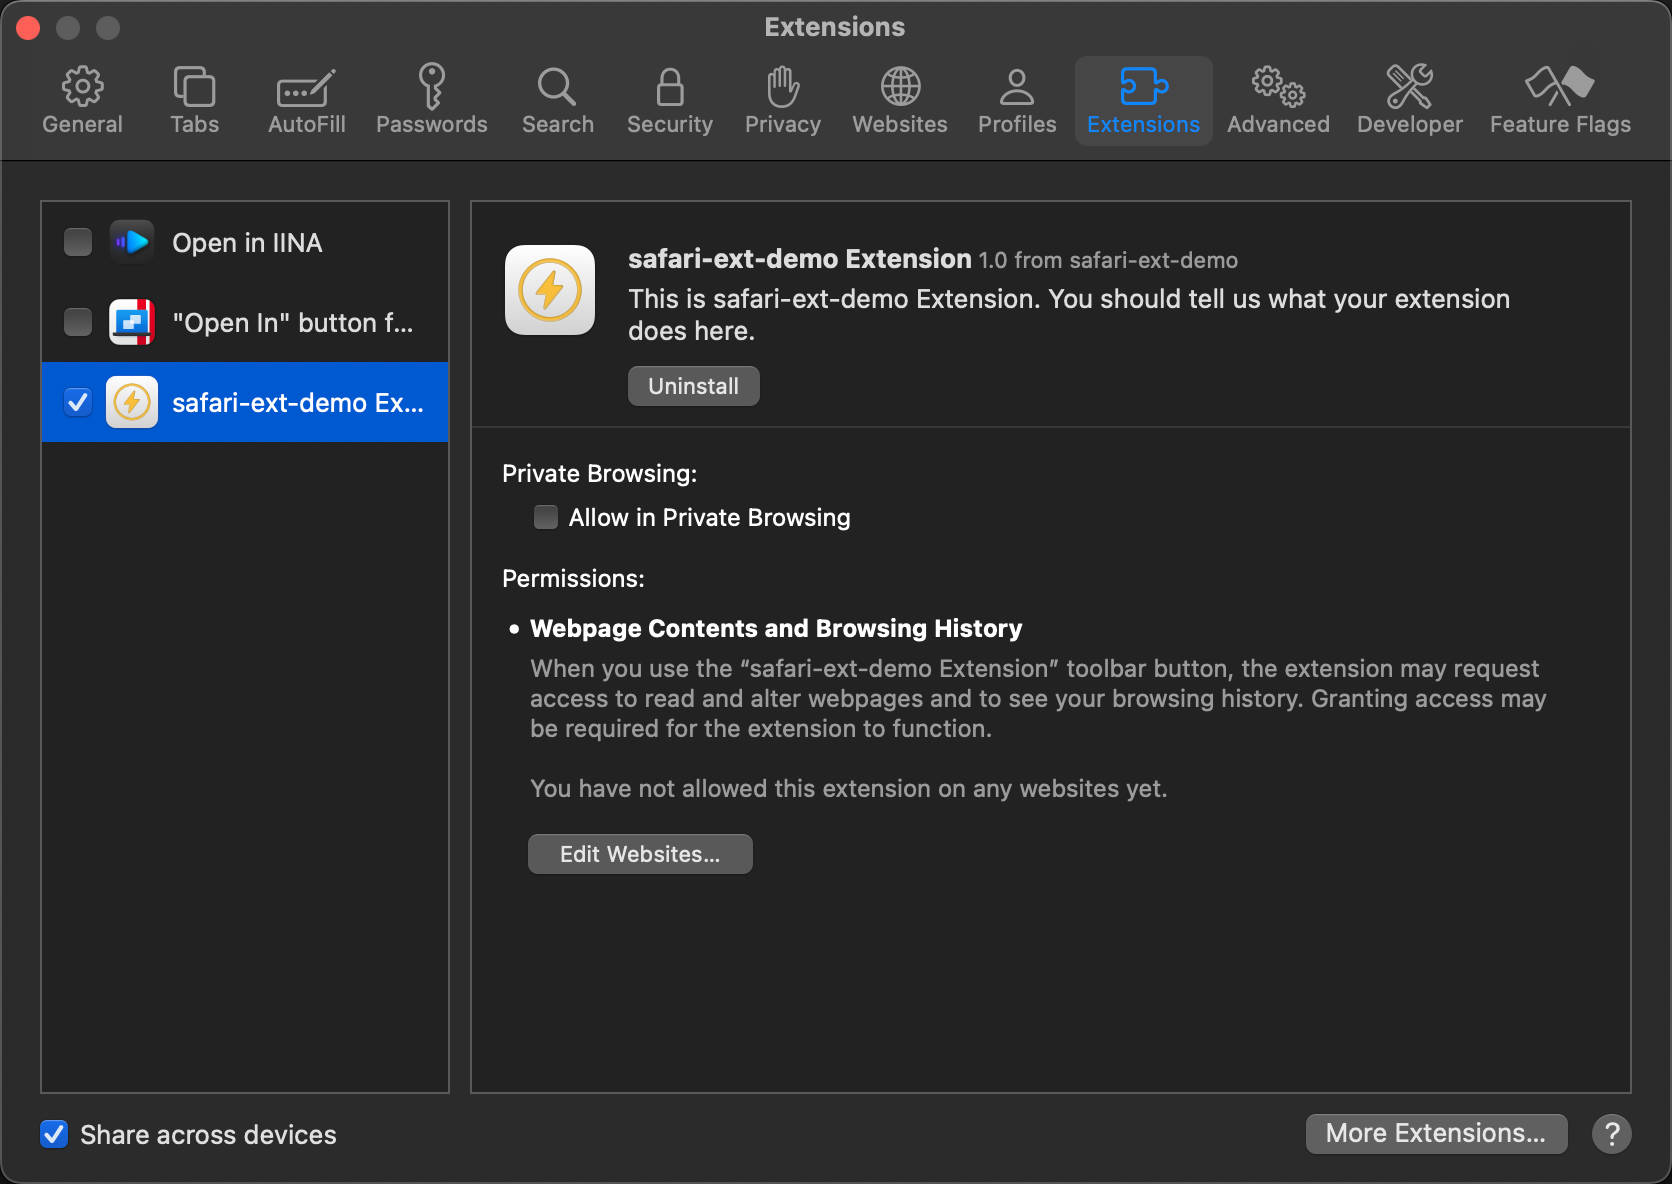 Extensions
General
Tabs
AutoFill
Passwords
Search
Security
Privacy
Websites
Profiles
Extensions
Advanced
Developer
Feature Flags
Open in IINA
"Open In" button f...
safari-ext-demo Ex...
safari-ext-demo Extension 1.0 from safari-ext-demo
This is safari-ext-demo Extension. You should tell us what your extension
does here.
Uninstall
Private Browsing:
Allow in Private Browsing
Permissions:
• Webpage Contents and Browsing History
When you use the “safari-ext-demo Extension” toolbar button, the extension may request
access to read and alter webpages and to see your browsing history. Granting access may
be required for the extension to function.
You have not allowed this extension on any websites yet.
Edit Websites...
Share across devices
More Extensions...
?